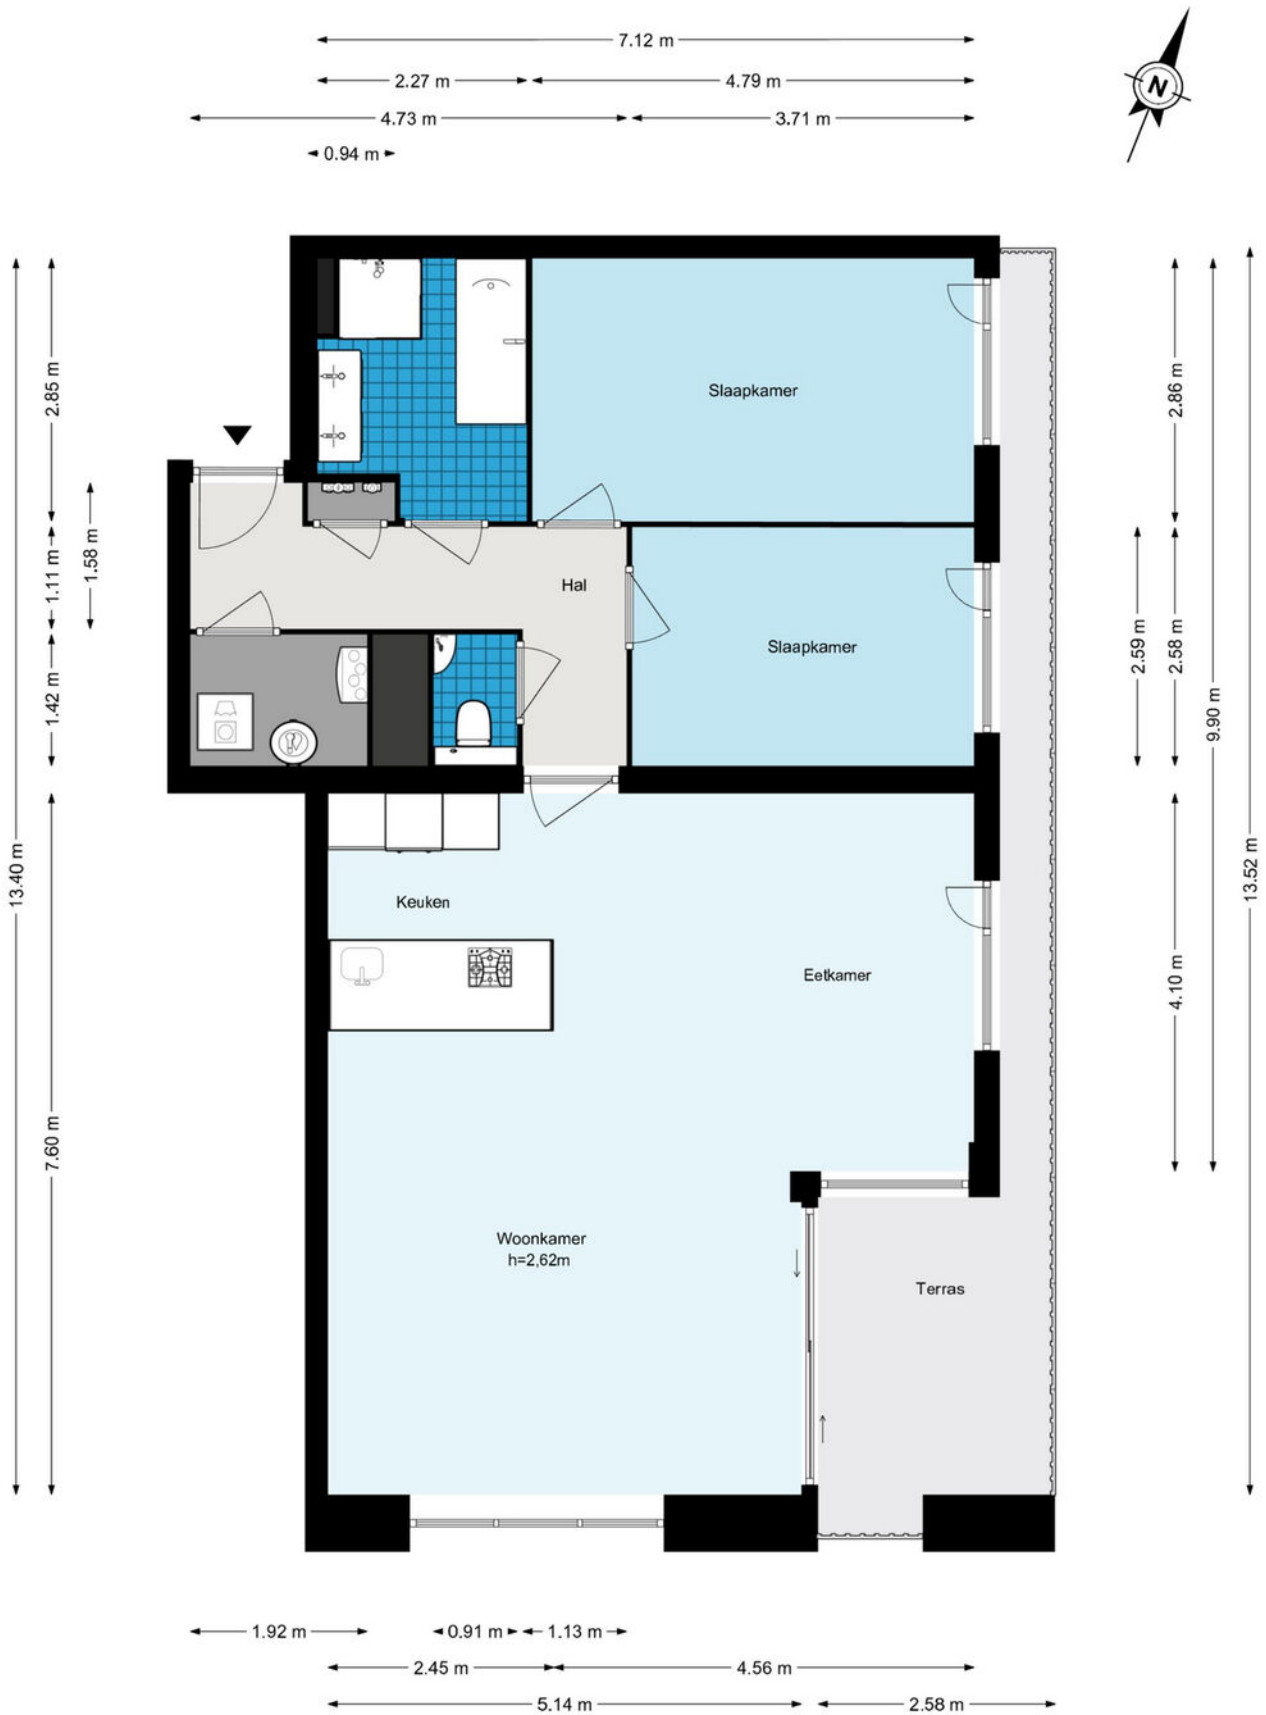 7.12 m
2.27 m
4.79 m
4.73 m
3.71 m
0.94 m
N
2.85 m
1.11 m
1.58 m
1.42 m
13.40 m
7.60 m
Slaapkamer
Hal
Slaapkamer
Keuken
Eetkamer
Woonkamer
h=2,62m
Terras
2.86 m
2.59 m
2.58 m
9.90 m
4.10 m
13.52 m
1.92 m
0.91 m
1.13 m
2.45 m
4.56 m
5.14 m
2.58 m